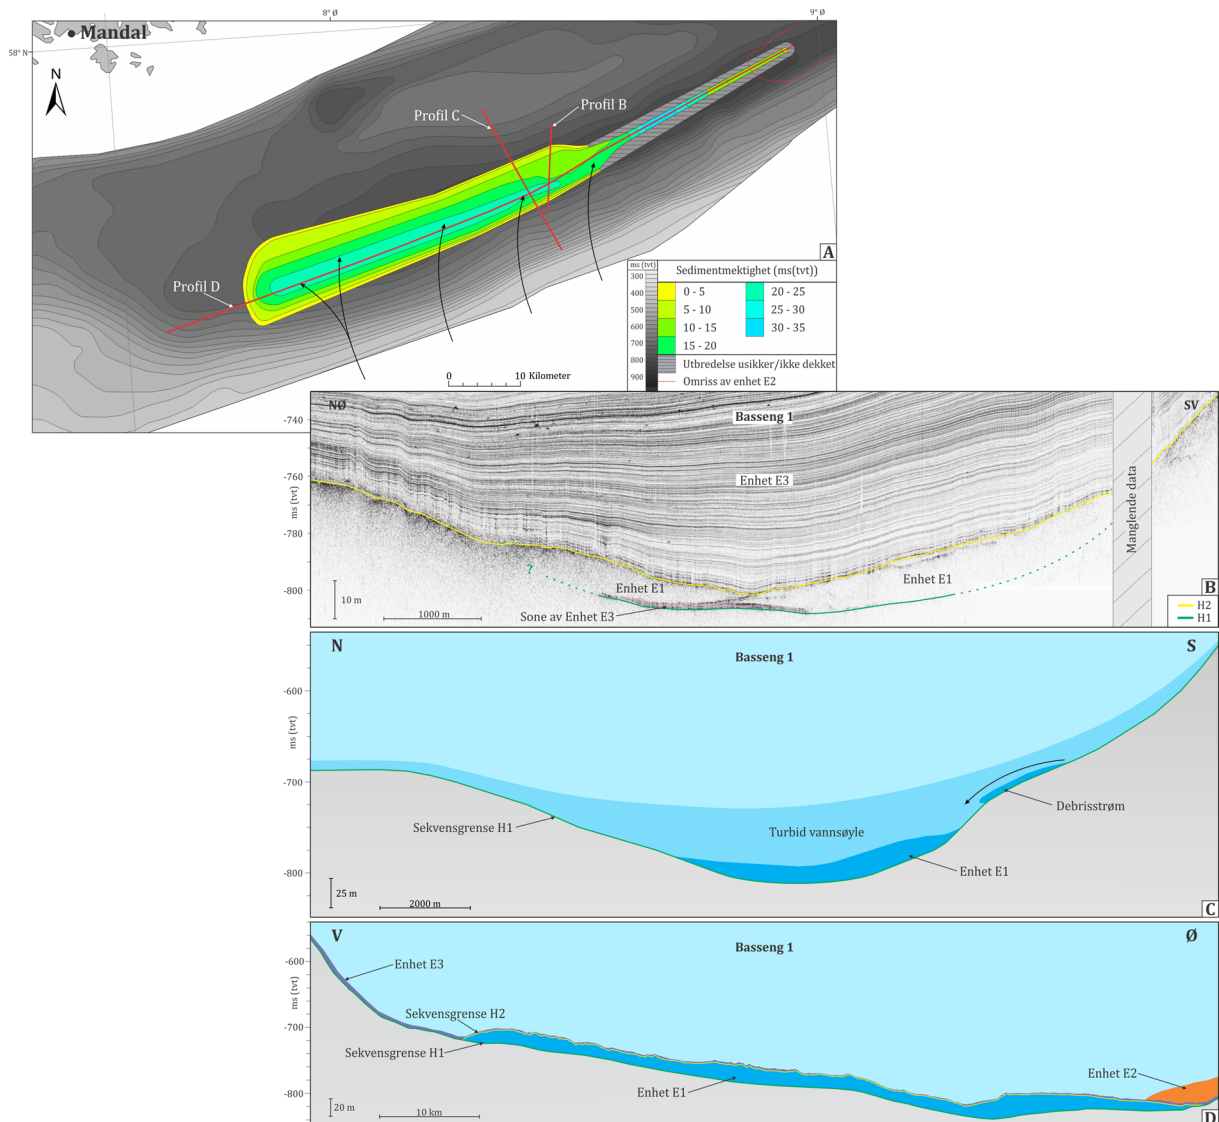 8° Ø
9° Ø
58° N
Mandal
N
Profil C
Profil B
Profil D
A
ms (tvt)
300
400
500
600
700
800
900
Sedimentmektighet (ms(tvt))
0 - 5
5 - 10
10 - 15
15 - 20
20 - 25
25 - 30
30 - 35
Utbredelse usikker/ikke dekket
Omriss av enhet E2
0 10 Kilometer
NØ
SV
Basseng 1
-740
-760
-780
-800
ms (tvt)
Enhet E3
Manglende data
?
Enhet E1
Enhet E1
Sone av Enhet E3
10 m
1000 m
B
H2
H1
N
S
Basseng 1
-600
-700
-800
ms (tvt)
Debrisstrøm
Sekvensgrense H1
Turbid vannsøyle
Enhet E1
25 m
2000 m
C
V
Ø
Basseng 1
-600
-700
-800
ms (tvt)
Enhet E3
Sekvensgrense H2
Sekvensgrense H1
Enhet E1
Enhet E2
20 m
10 km
D